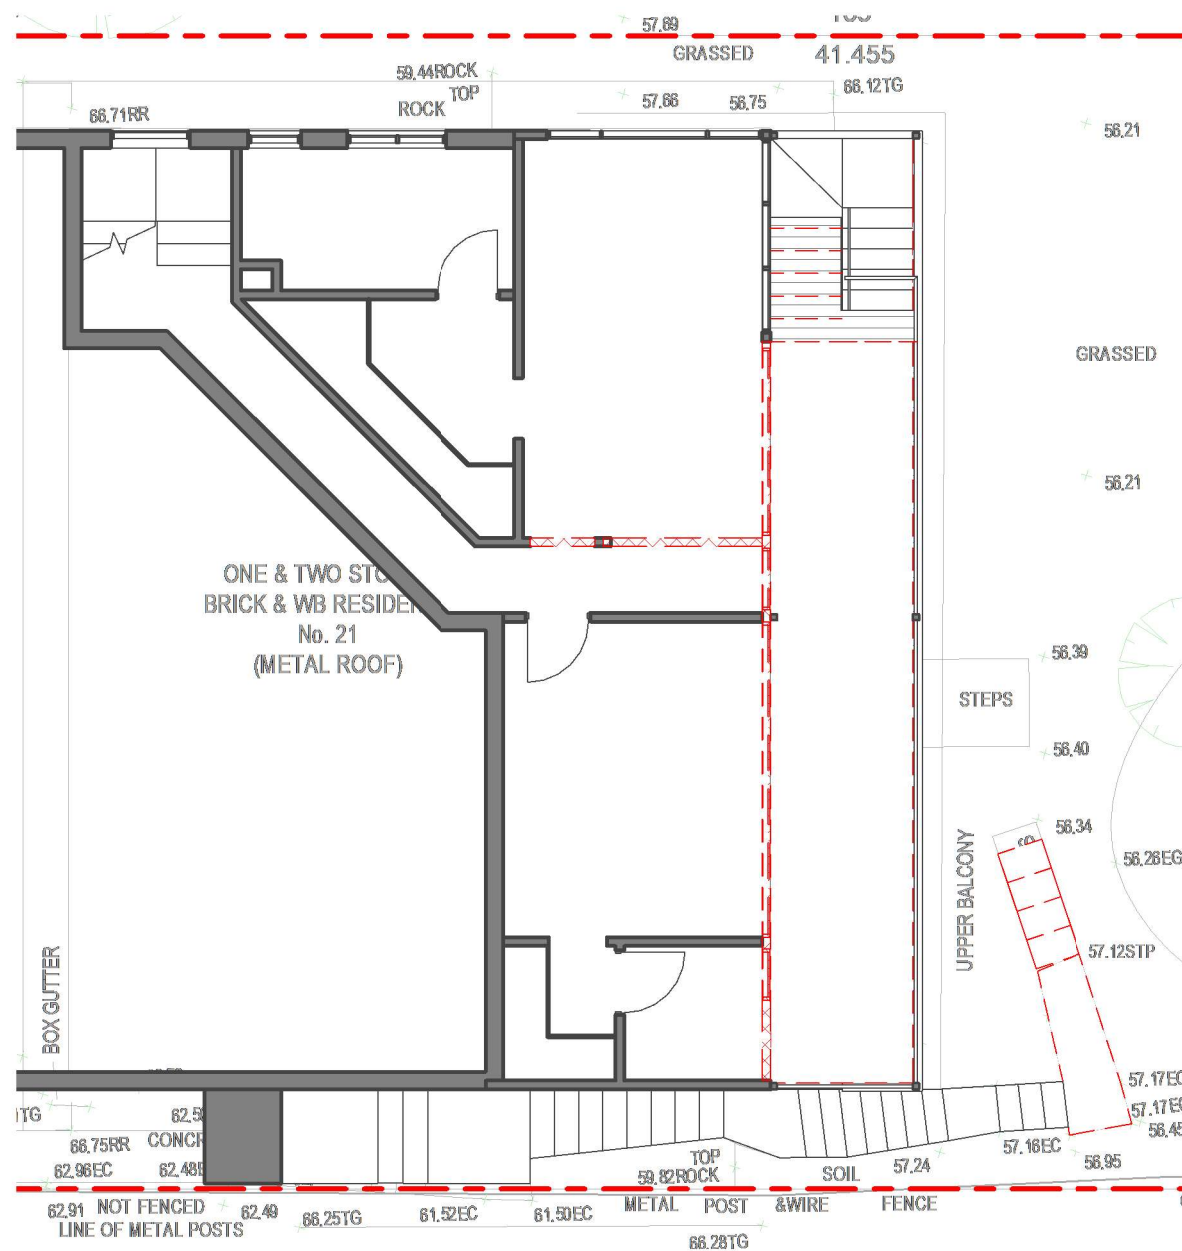 57.69
GRASSED
41.455
59.44ROCK
TOP
ROCK
57.66
56.75
66.12TG
66.71RR
56.21
GRASSED
56.21
ONE & TWO STO
BRICK & WB RESIDE
No. 21
(METAL ROOF)
56.39
STEPS
56.40
56.34
56.26EG
UPPER BALCONY
57.12STP
BOX GUTTER
57.17EC
57.17EC
56.45
TG
62.5
66.75RR
CONCR
62.96EC
62.48E
TOP
59.82ROCK
SOIL
57.24
57.16EC
56.95
62.91
NOT FENCED
62.49
66.25TG
61.52EC
61.50EC
METAL POST &WIRE FENCE
LINE OF METAL POSTS
66.28TG